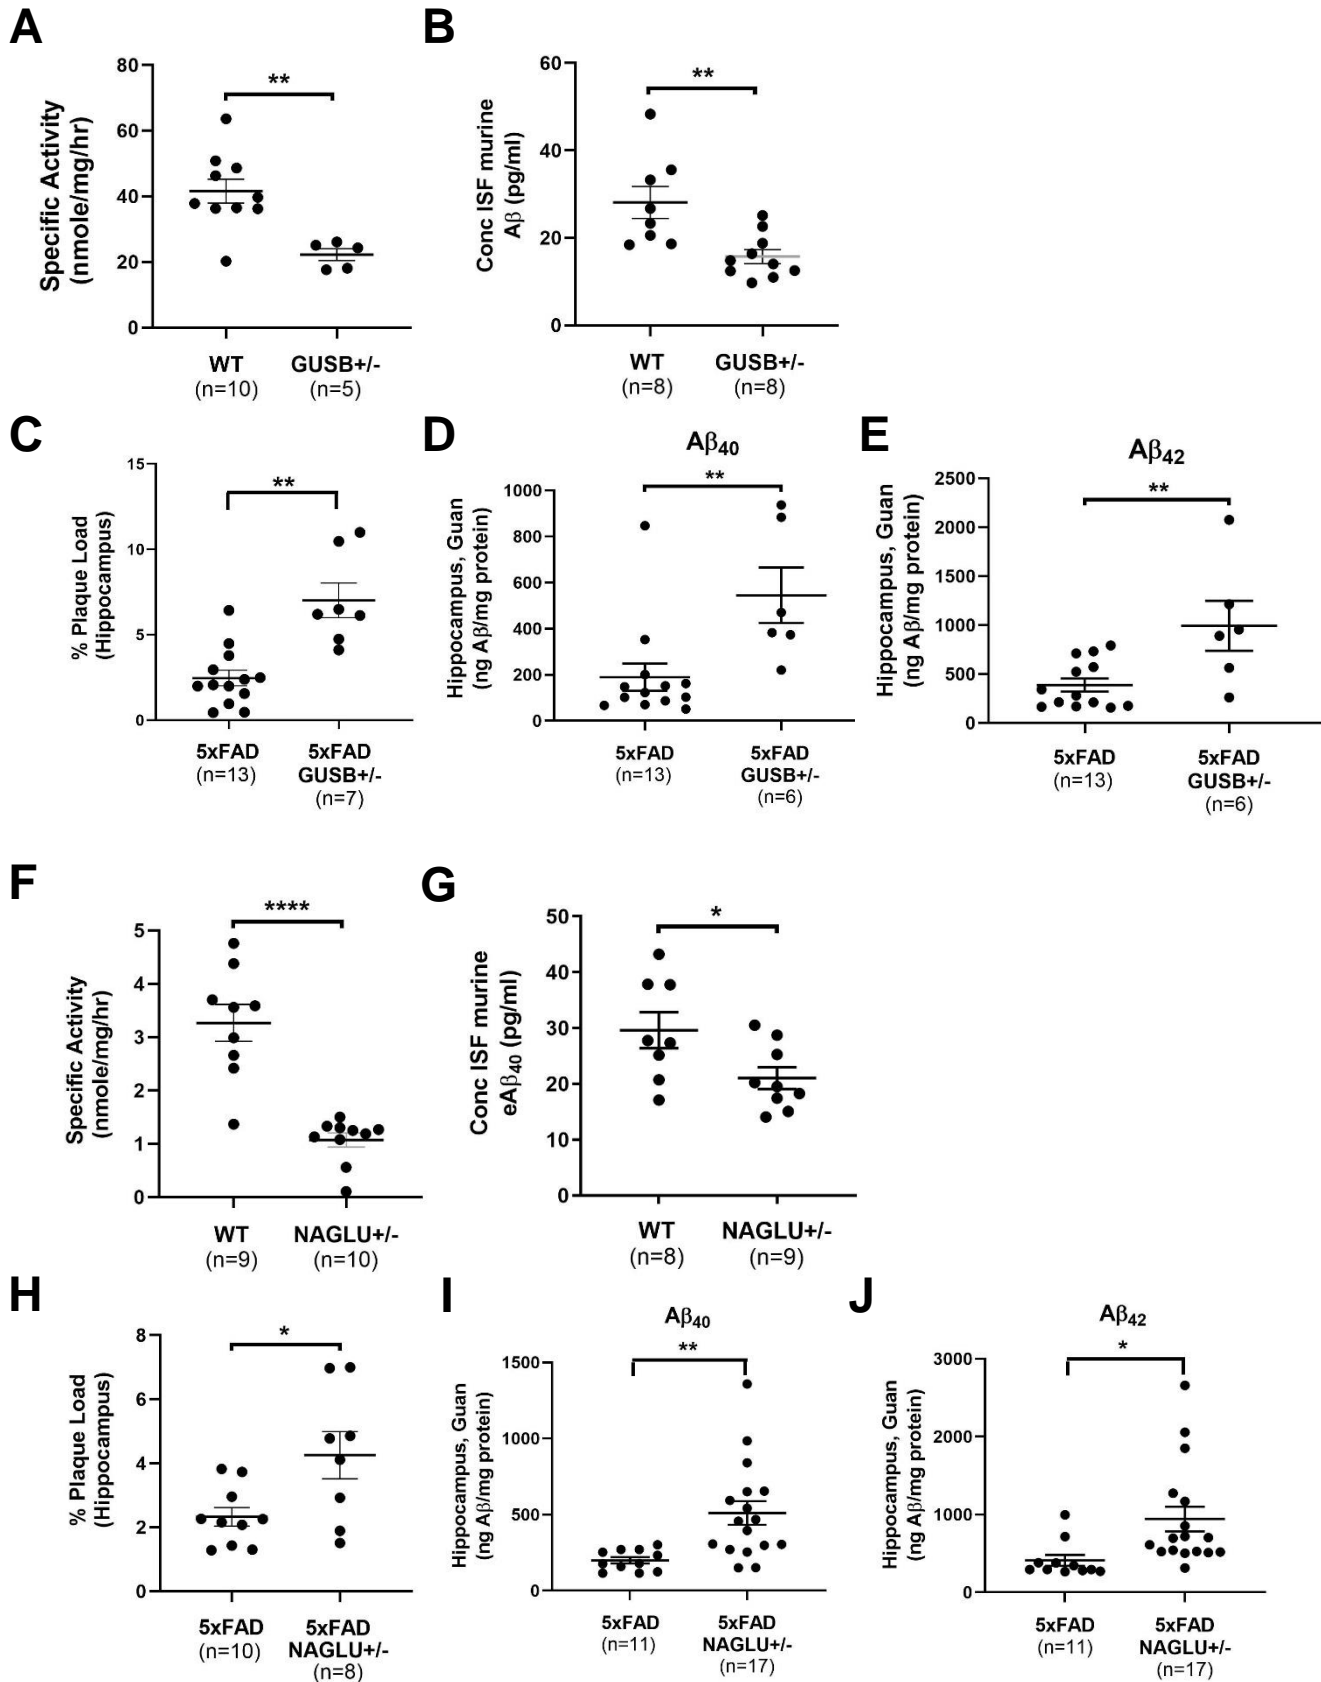 A
Specific Activity
(nmole/mg/hr)
80
60
40
20
0
**
WT
(n=10)
GUSB+/-
(n=5)
B
Conc ISF murine
Aβ (pg/ml)
60
40
20
0
**
WT
(n=8)
GUSB+/-
(n=8)
C
% Plaque Load
(Hippocampus)
15
10
5
0
**
5xFAD
(n=13)
5xFAD
GUSB+/-
(n=7)
D
Aβ40
Hippocampus, Guan
(ng Aβ/mg protein)
1000
800
600
400
200
0
**
5xFAD
(n=13)
5xFAD
GUSB+/-
(n=6)
E
Aβ42
Hippocampus, Guan
(ng Aβ/mg protein)
2500
2000
1500
1000
500
0
**
5xFAD
(n=13)
5xFAD
GUSB+/-
(n=6)
F
Specific Activity
(nmole/mg/hr)
5
4
3
2
1
0
****
WT
(n=9)
NAGLU+/-
(n=10)
G
Conc ISF murine
eAβ40 (pg/ml)
50
40
30
20
10
0
*
WT
(n=8)
NAGLU+/-
(n=9)
H
% Plaque Load
(Hippocampus)
8
6
4
2
0
*
5xFAD
(n=10)
5xFAD
NAGLU+/-
(n=8)
I
Aβ40
Hippocampus, Guan
(ng Aβ/mg protein)
1500
1000
500
0
**
5xFAD
(n=11)
5xFAD
NAGLU+/-
(n=17)
J
Aβ42
Hippocampus, Guan
(ng Aβ/mg protein)
3000
2000
1000
0
*
5xFAD
(n=11)
5xFAD
NAGLU+/-
(n=17)